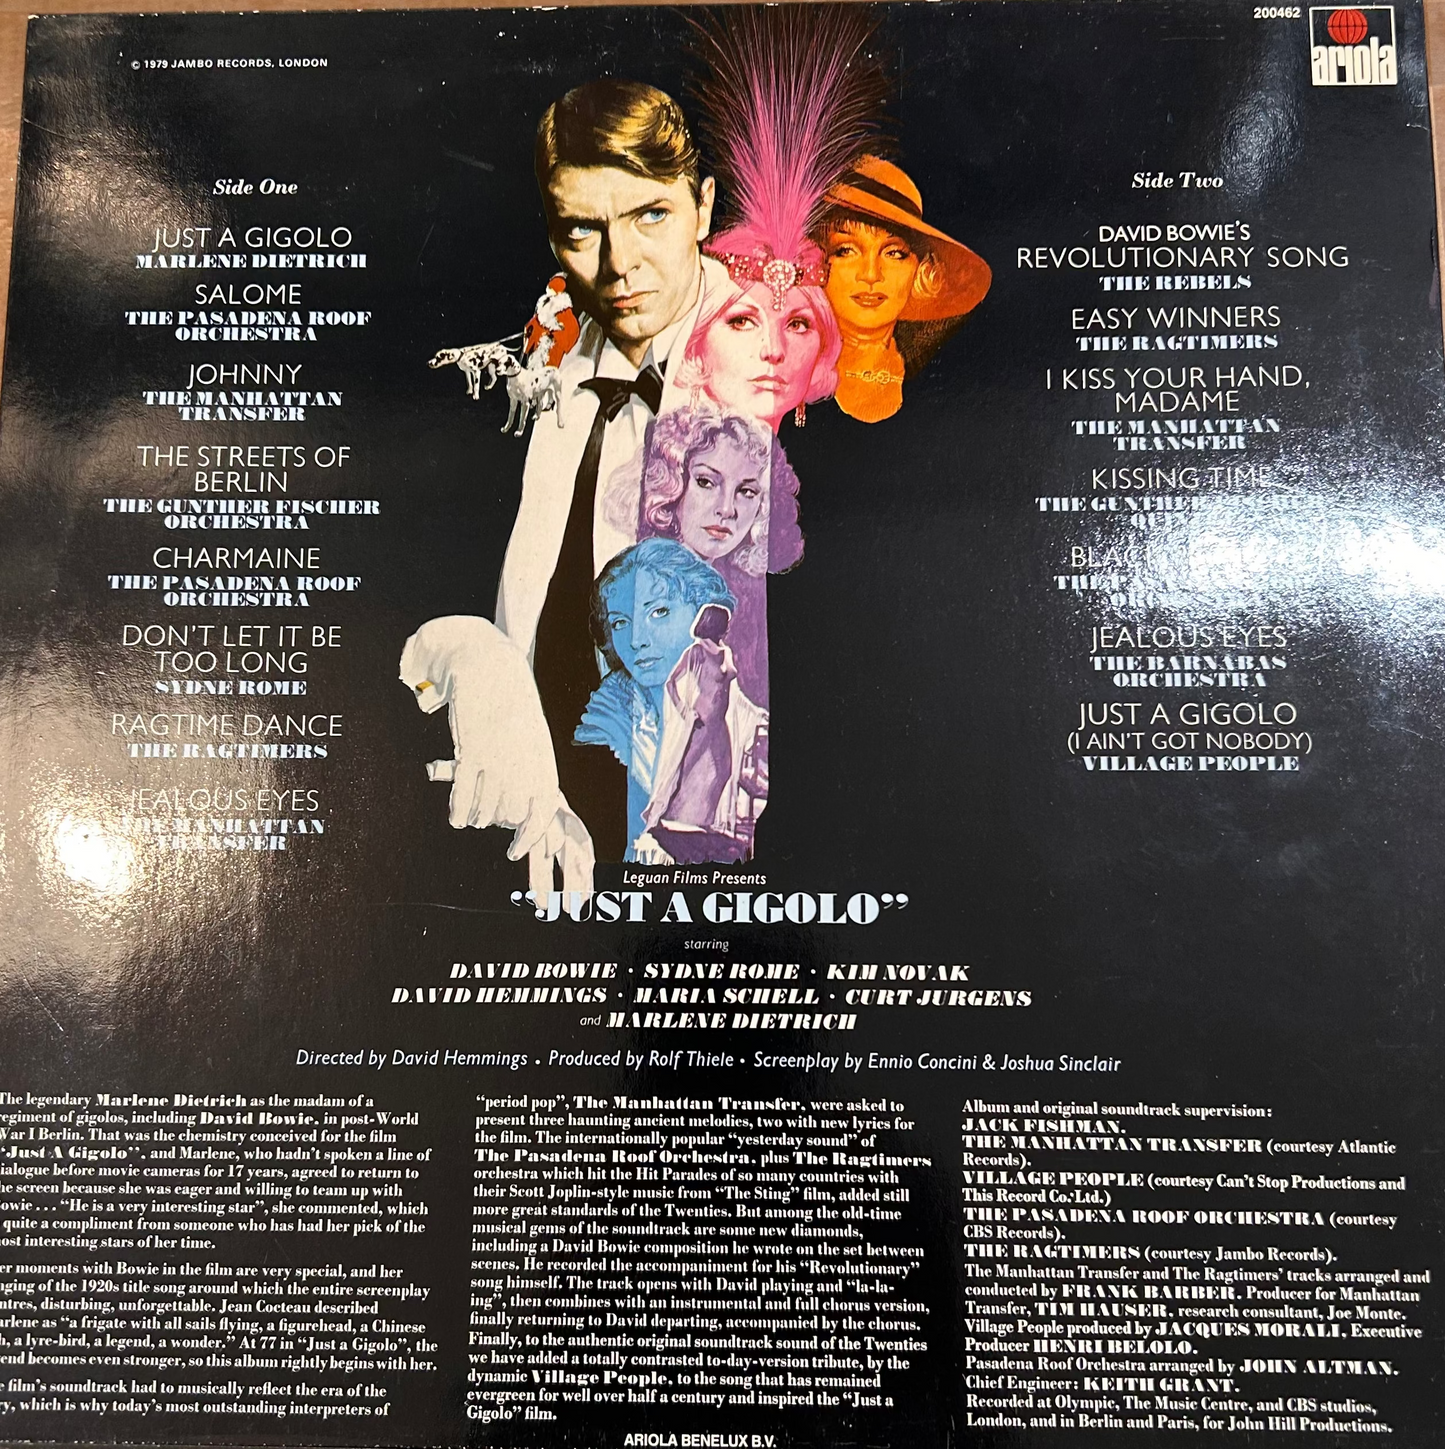 © 1979 JAMBO RECORDS, LONDON
200462
ariola
Side One
JUST A GIGOLO
MARLENE DIETRICH
SALOME
THE PASADENA ROOF
ORCHESTRA
JOHNNY
THE MANHATTAN
TRANSFER
THE STREETS OF
BERLIN
THE GUNTHER FISCHER
ORCHESTRA
CHARMAINE
THE PASADENA ROOF
ORCHESTRA
DON'T LET IT BE
TOO LONG
SYDNE ROME
RAGTIME DANCE
THE RAGTIMERS
JEALOUS EYES
THE MANHATTAN
TRANSFER
Side Two
DAVID BOWIE'S
REVOLUTIONARY SONG
THE REBELS
EASY WINNERS
THE RAGTIMERS
I KISS YOUR HAND,
MADAME
THE MANHATTAN
TRANSFER
KISSING TIME
THE
JEALOUS EYES
THE BARNABAS
ORCHESTRA
JUST A GIGOLO
(I AIN'T GOT NOBODY)
VILLAGE PEOPLE
Leguan Films Presents
"JUST A GIGOLO"
starring
DAVID BOWIE · SYDNE ROME · KIM NOVAK
DAVID HEMMINGS · MARIA SCHELL · CURT JURGENS
and MARLENE DIETRICH
Directed by David Hemmings . Produced by Rolf Thiele · Screenplay by Ennio Concini & Joshua Sinclair
The legendary Marlene Dietrich as the madam of a
regiment of gigolos, including David Bowie, in post-World
War I Berlin. That was the chemistry conceived for the film
"Just A Gigolo", and Marlene, who hadn't spoken a line of
ialogue before movie cameras for 17 years, agreed to return to
he screen because she was eager and willing to team up with
owie . . . "He is a very interesting star", she commented, which
quite a compliment from someone who has had her pick of the
ost interesting stars of her time.
er moments with Bowie in the film are very special, and her
nging of the 1920s title song around which the entire screenplay
ntres, disturbing, unforgettable. Jean Cocteau described
arlene as "a frigate with all sails flying, a figurehead, a Chinese
h, a lyre-bird, a legend, a wonder." At 77 in "Just a Gigolo", the
end becomes even stronger, so this album rightly begins with her.
e film's soundtrack had to musically reflect the era of the
ry, which is why today's most outstanding interpreters of
"period pop", The Manhattan Transfer, were asked to
present three haunting ancient melodies, two with new lyrics for
the film. The internationally popular "yesterday sound" of
The Pasadena Roof Orchestra, plus The Ragtimers
orchestra which hit the Hit Parades of so many countries with
their Scott Joplin-style music from "The Sting" film, added still
more great standards of the Twenties. But among the old-time
musical gems of the soundtrack are some new diamonds,
including a David Bowie composition he wrote on the set between
scenes. He recorded the accompaniment for his "Revolutionary"
song himself. The track opens with David playing and "la-la-
ing", then combines with an instrumental and full chorus version,
finally returning to David departing, accompanied by the chorus.
Finally, to the authentic original soundtrack sound of the Twenties
we have added a totally contrasted to-day-version tribute, by the
dynamic Village People, to the song that has remained
evergreen for well over half a century and inspired the "Just a
Gigolo" film.
Album and original soundtrack supervision:
JACK FISHMAN.
THE MANHATTAN TRANSFER (courtesy Atlantic
Records).
VILLAGE PEOPLE (courtesy Can't Stop Productions and
This Record Co. Ltd.)
THE PASADENA ROOF ORCHESTRA (courtesy
CBS Records).
THE RAGTIMERS (courtesy Jambo Records).
The Manhattan Transfer and The Ragtimers' tracks arranged and
conducted by FRANK BARBER. Producer for Manhattan
Transfer, TIM HAUSER, research consultant, Joe Monte.
Village People produced by JACQUES MORALI, Executive
Producer HENRI BELOLO.
Pasadena Roof Orchestra arranged by JOHN ALTMAN.
Chief Engineer: KEITH GRANT.
Recorded at Olympic, The Music Centre, and CBS studios,
London, and in Berlin and Paris, for John Hill Productions.
ARIOLA BENELUX B.V.